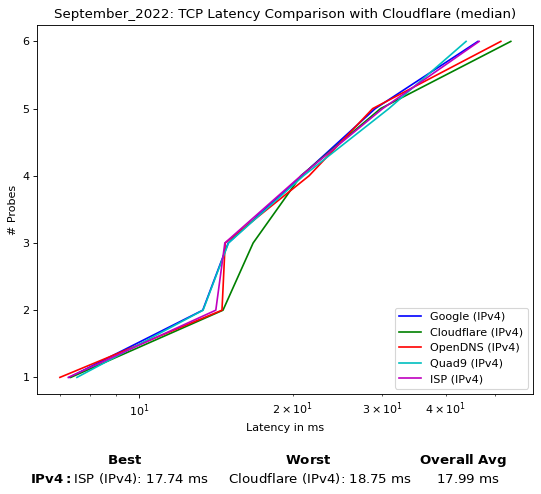 September_2022: TCP Latency Comparison with Cloudflare (median)
# Probes
6
5
4
3
2
1
Google (IPv4)
Cloudflare (IPv4)
OpenDNS (IPv4)
Quad9 (IPv4)
ISP (IPv4)
10¹ 2 × 10¹ 3 × 10¹ 4 × 10¹
Latency in ms
Best Worst Overall Avg
IPv4: ISP (IPv4): 17.74 ms Cloudflare (IPv4): 18.75 ms 17.99 ms